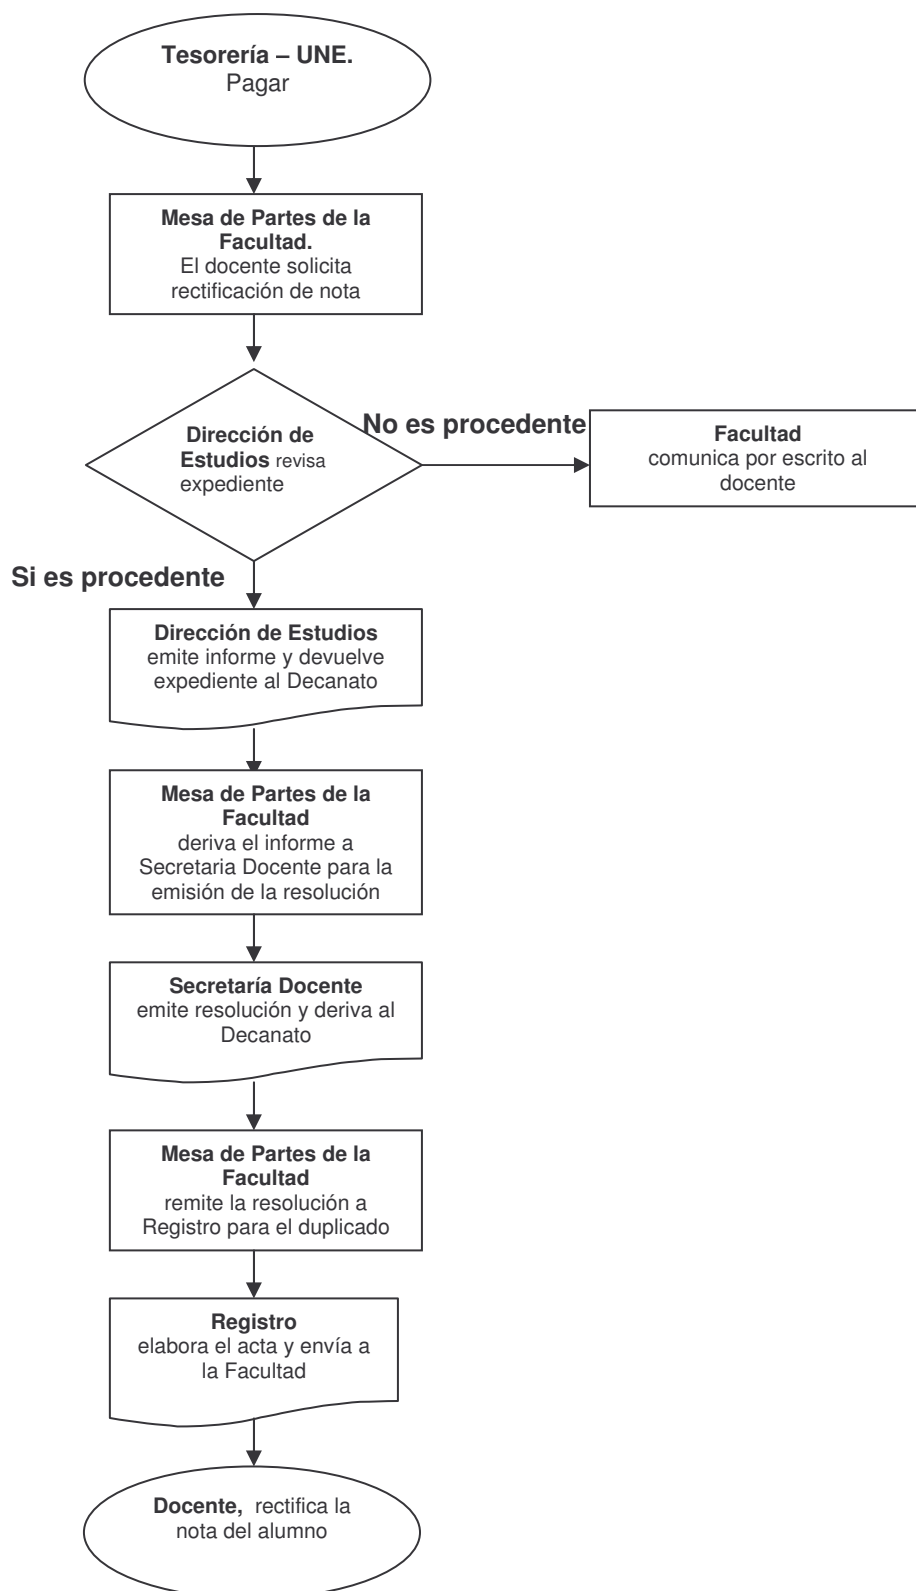 Tesorería – UNE.
Pagar
Mesa de Partes de la
Facultad.
El docente solicita
rectificación de nota
Dirección de
Estudios revisa
expediente
No es procedente
Facultad
comunica por escrito al
docente
Si es procedente
Dirección de Estudios
emite informe y devuelve
expediente al Decanato
Mesa de Partes de la
Facultad
deriva el informe a
Secretaria Docente para la
emisión de la resolución
Secretaría Docente
emite resolución y deriva al
Decanato
Mesa de Partes de la
Facultad
remite la resolución a
Registro para el duplicado
Registro
elabora el acta y envía a
la Facultad
Docente, rectifica la
nota del alumno